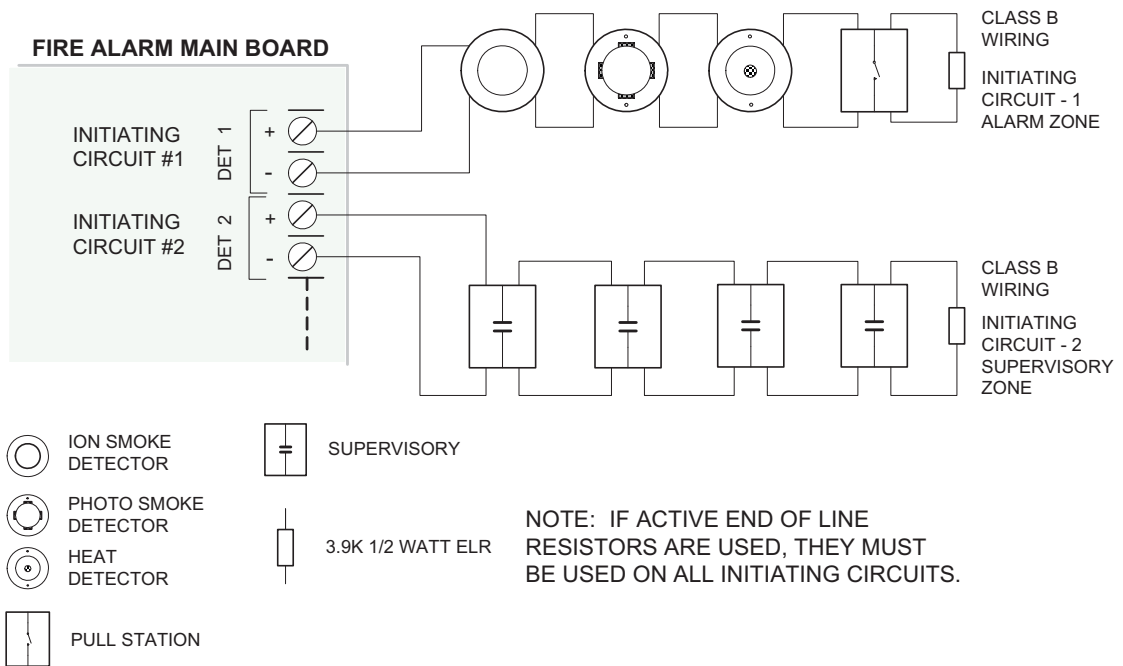 FIRE ALARM MAIN BOARD
INITIATING
CIRCUIT #1
DET 1
+
-
INITIATING
CIRCUIT #2
DET 2
+
-
CLASS B
WIRING
INITIATING
CIRCUIT - 1
ALARM ZONE
CLASS B
WIRING
INITIATING
CIRCUIT - 2
SUPERVISORY
ZONE
ION SMOKE
DETECTOR
PHOTO SMOKE
DETECTOR
HEAT
DETECTOR
PULL STATION
SUPERVISORY
3.9K 1/2 WATT ELR
NOTE: IF ACTIVE END OF LINE
RESISTORS ARE USED, THEY MUST
BE USED ON ALL INITIATING CIRCUITS.